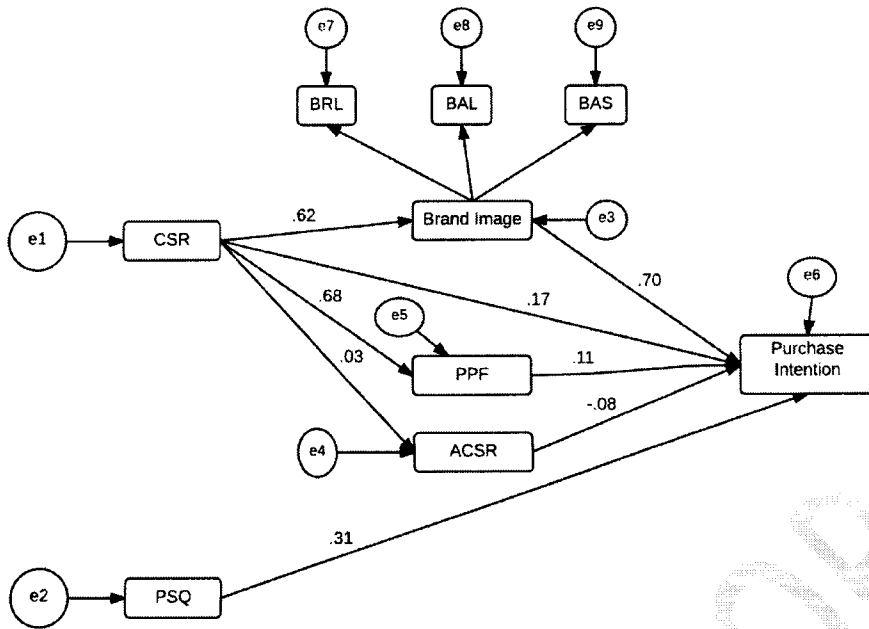 e7
e8
e9
BRL
BAL
BAS
.62
Brand Image
e3
e1
CSR
.70
e6
.17
.68
e5
Purchase
Intention
.03
PPF
.11
-.08
e4
ACSR
.31
e2
PSQ